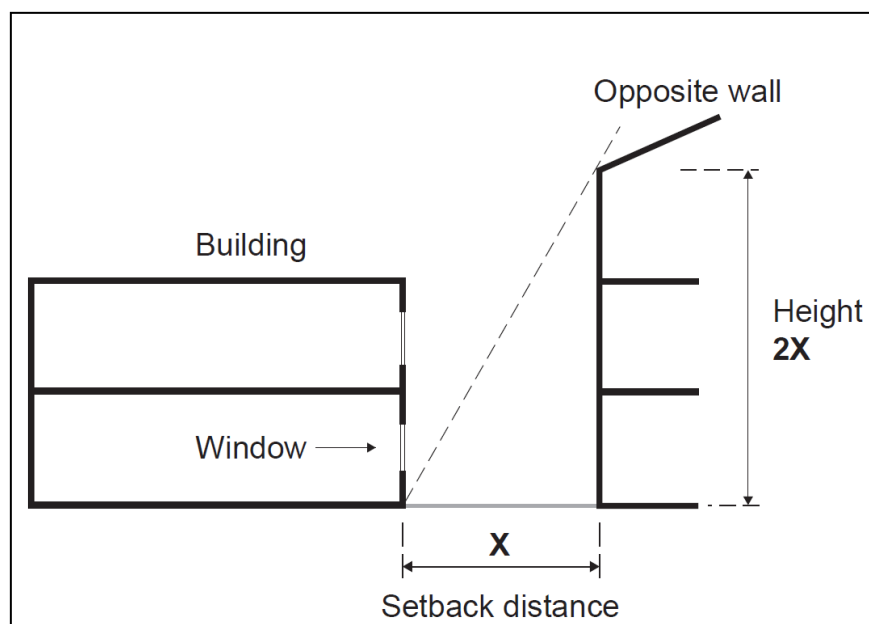 Opposite wall
Building
Height
2X
Window
X
Setback distance